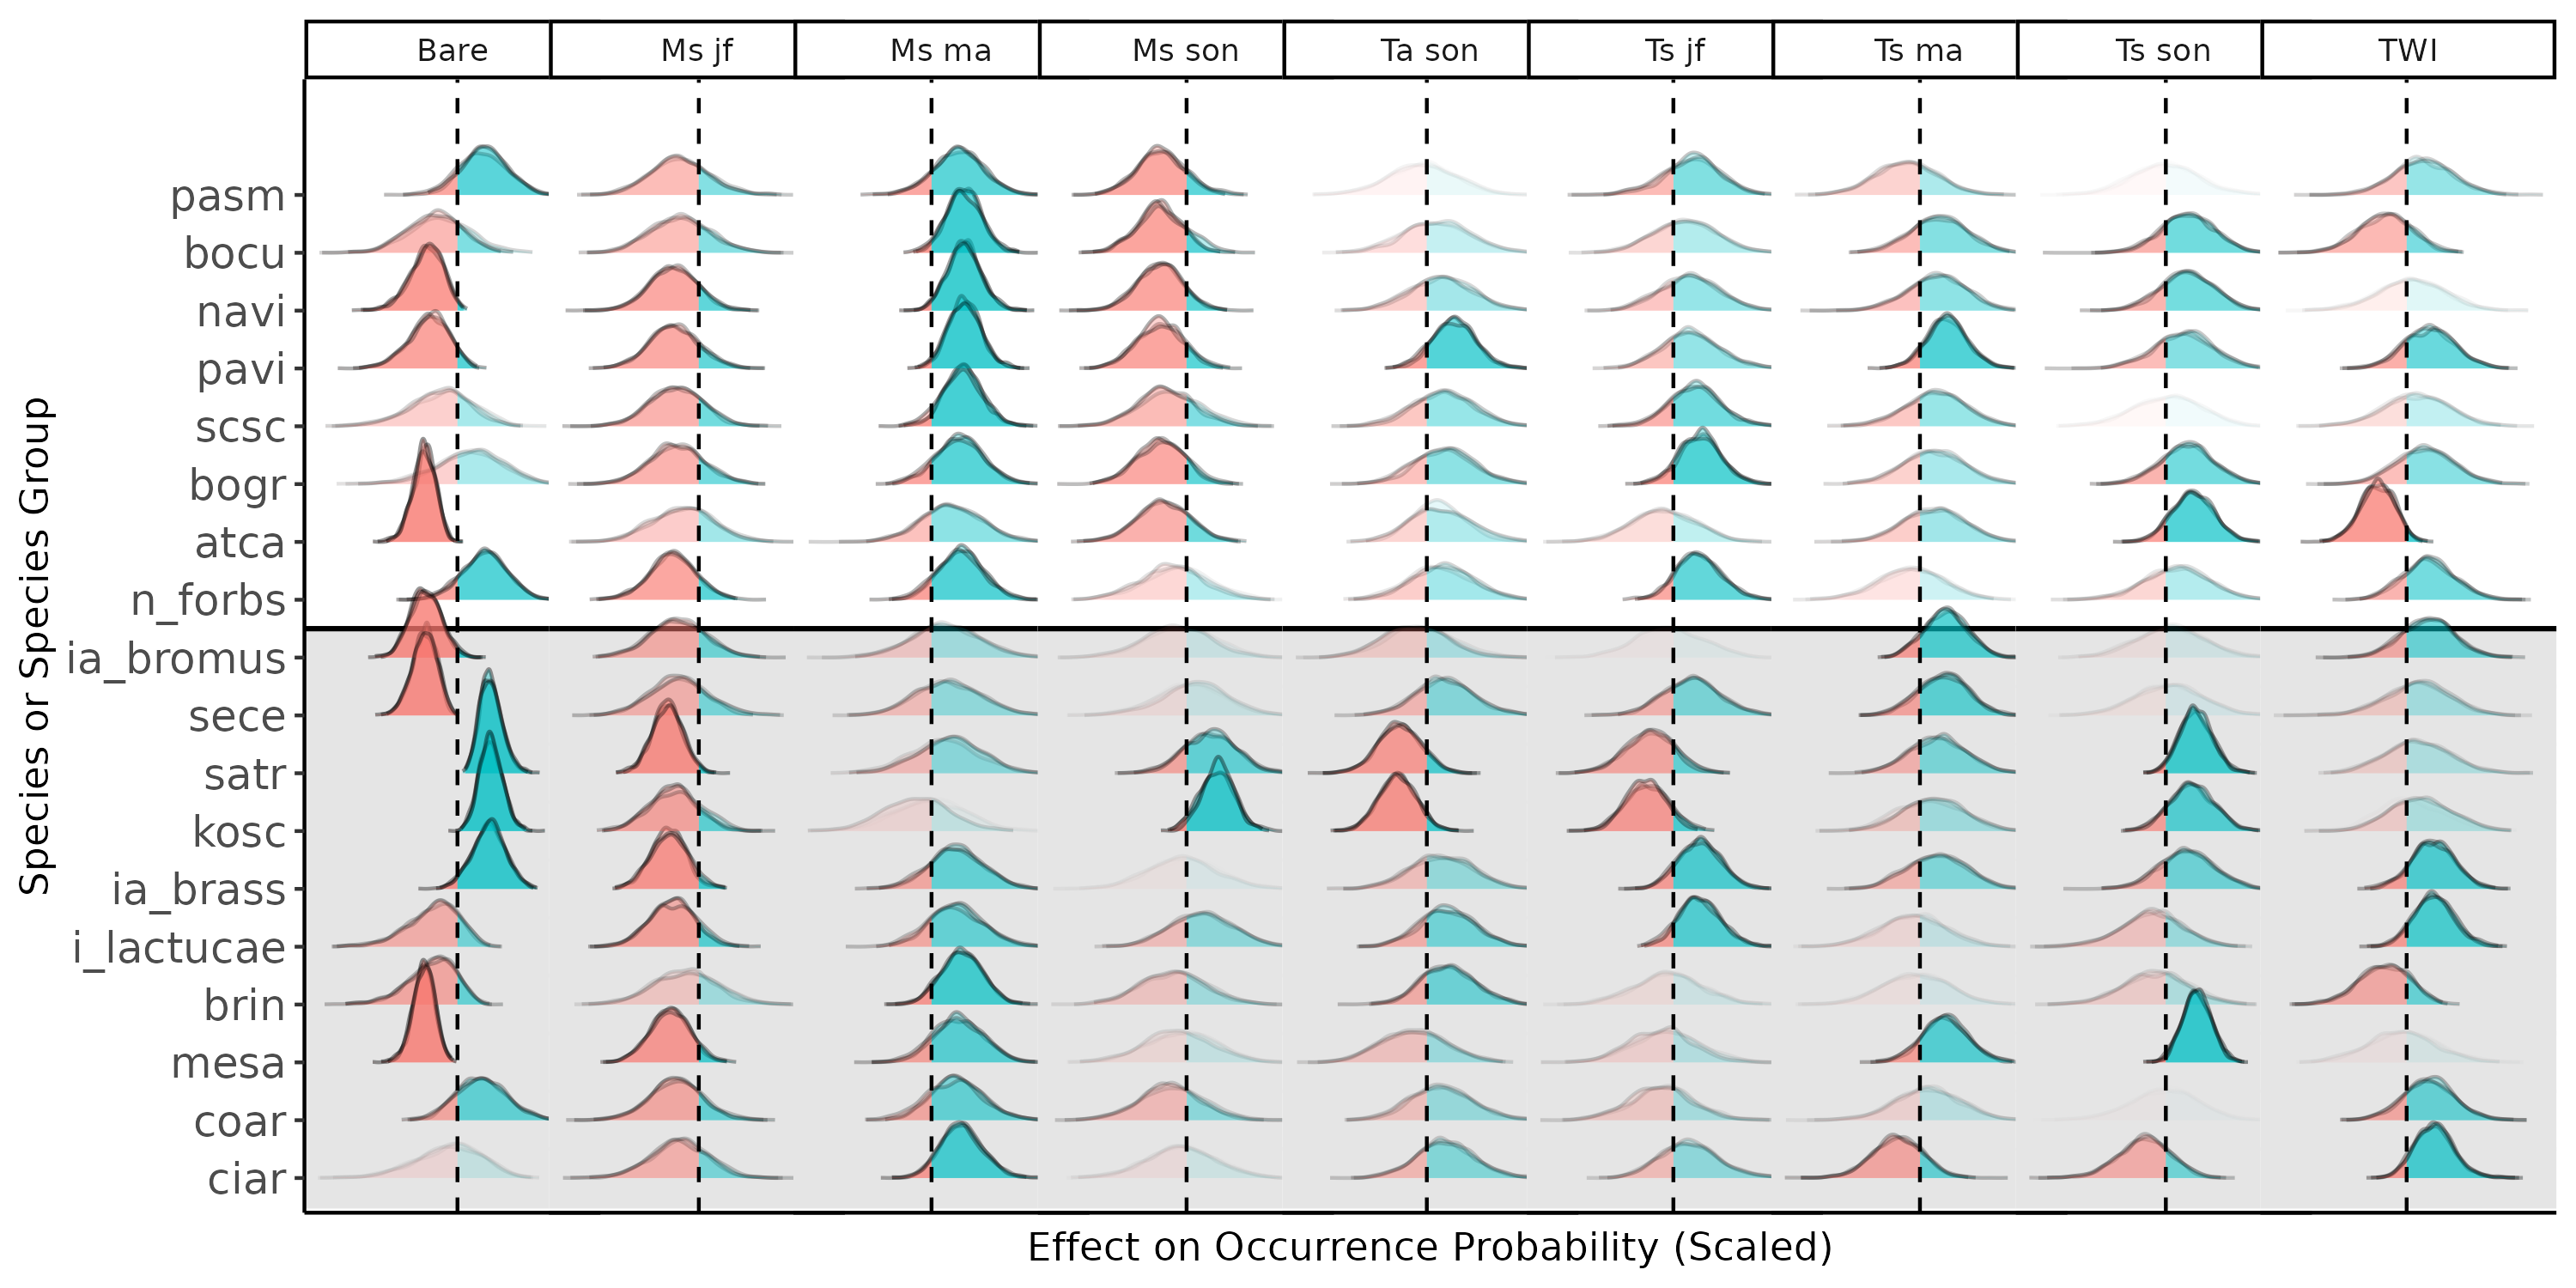 Bare Ms jf Ms ma Ms son Ta son Ts jf Ts ma Ts son TWI
Species or Species Group
pasm
bocu
navi
pavi
scsc
bogr
atca
n_forbs
ia_bromus
sece
satr
kosc
ia_brass
i_lactucae
brin
mesa
coar
ciar
Effect on Occurrence Probability (Scaled)